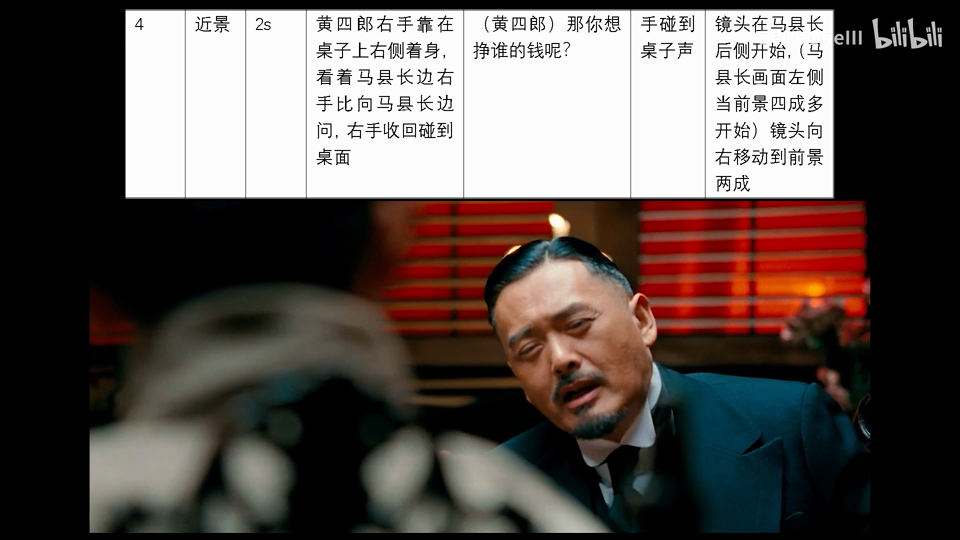 4
近景
2s
黄四郎右手靠在
桌子上右侧着身，
看着马县长边右
手比向马县长边
问，右手收回碰到
桌面
（黄四郎）那你想
挣谁的钱呢？
手碰到
桌子声
镜头在马县长
后侧开始，（马
县长画面左侧
当前景四成多
开始）镜头向
右移动到前景
两成
bilibili